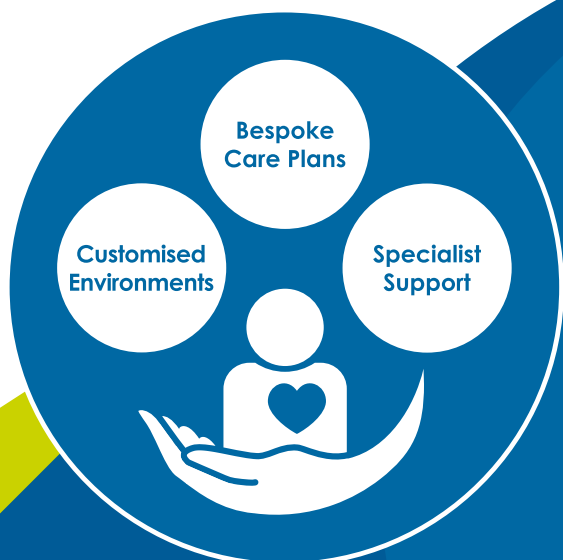 Bespoke
Care Plans
Customised
Environments
Specialist
Support